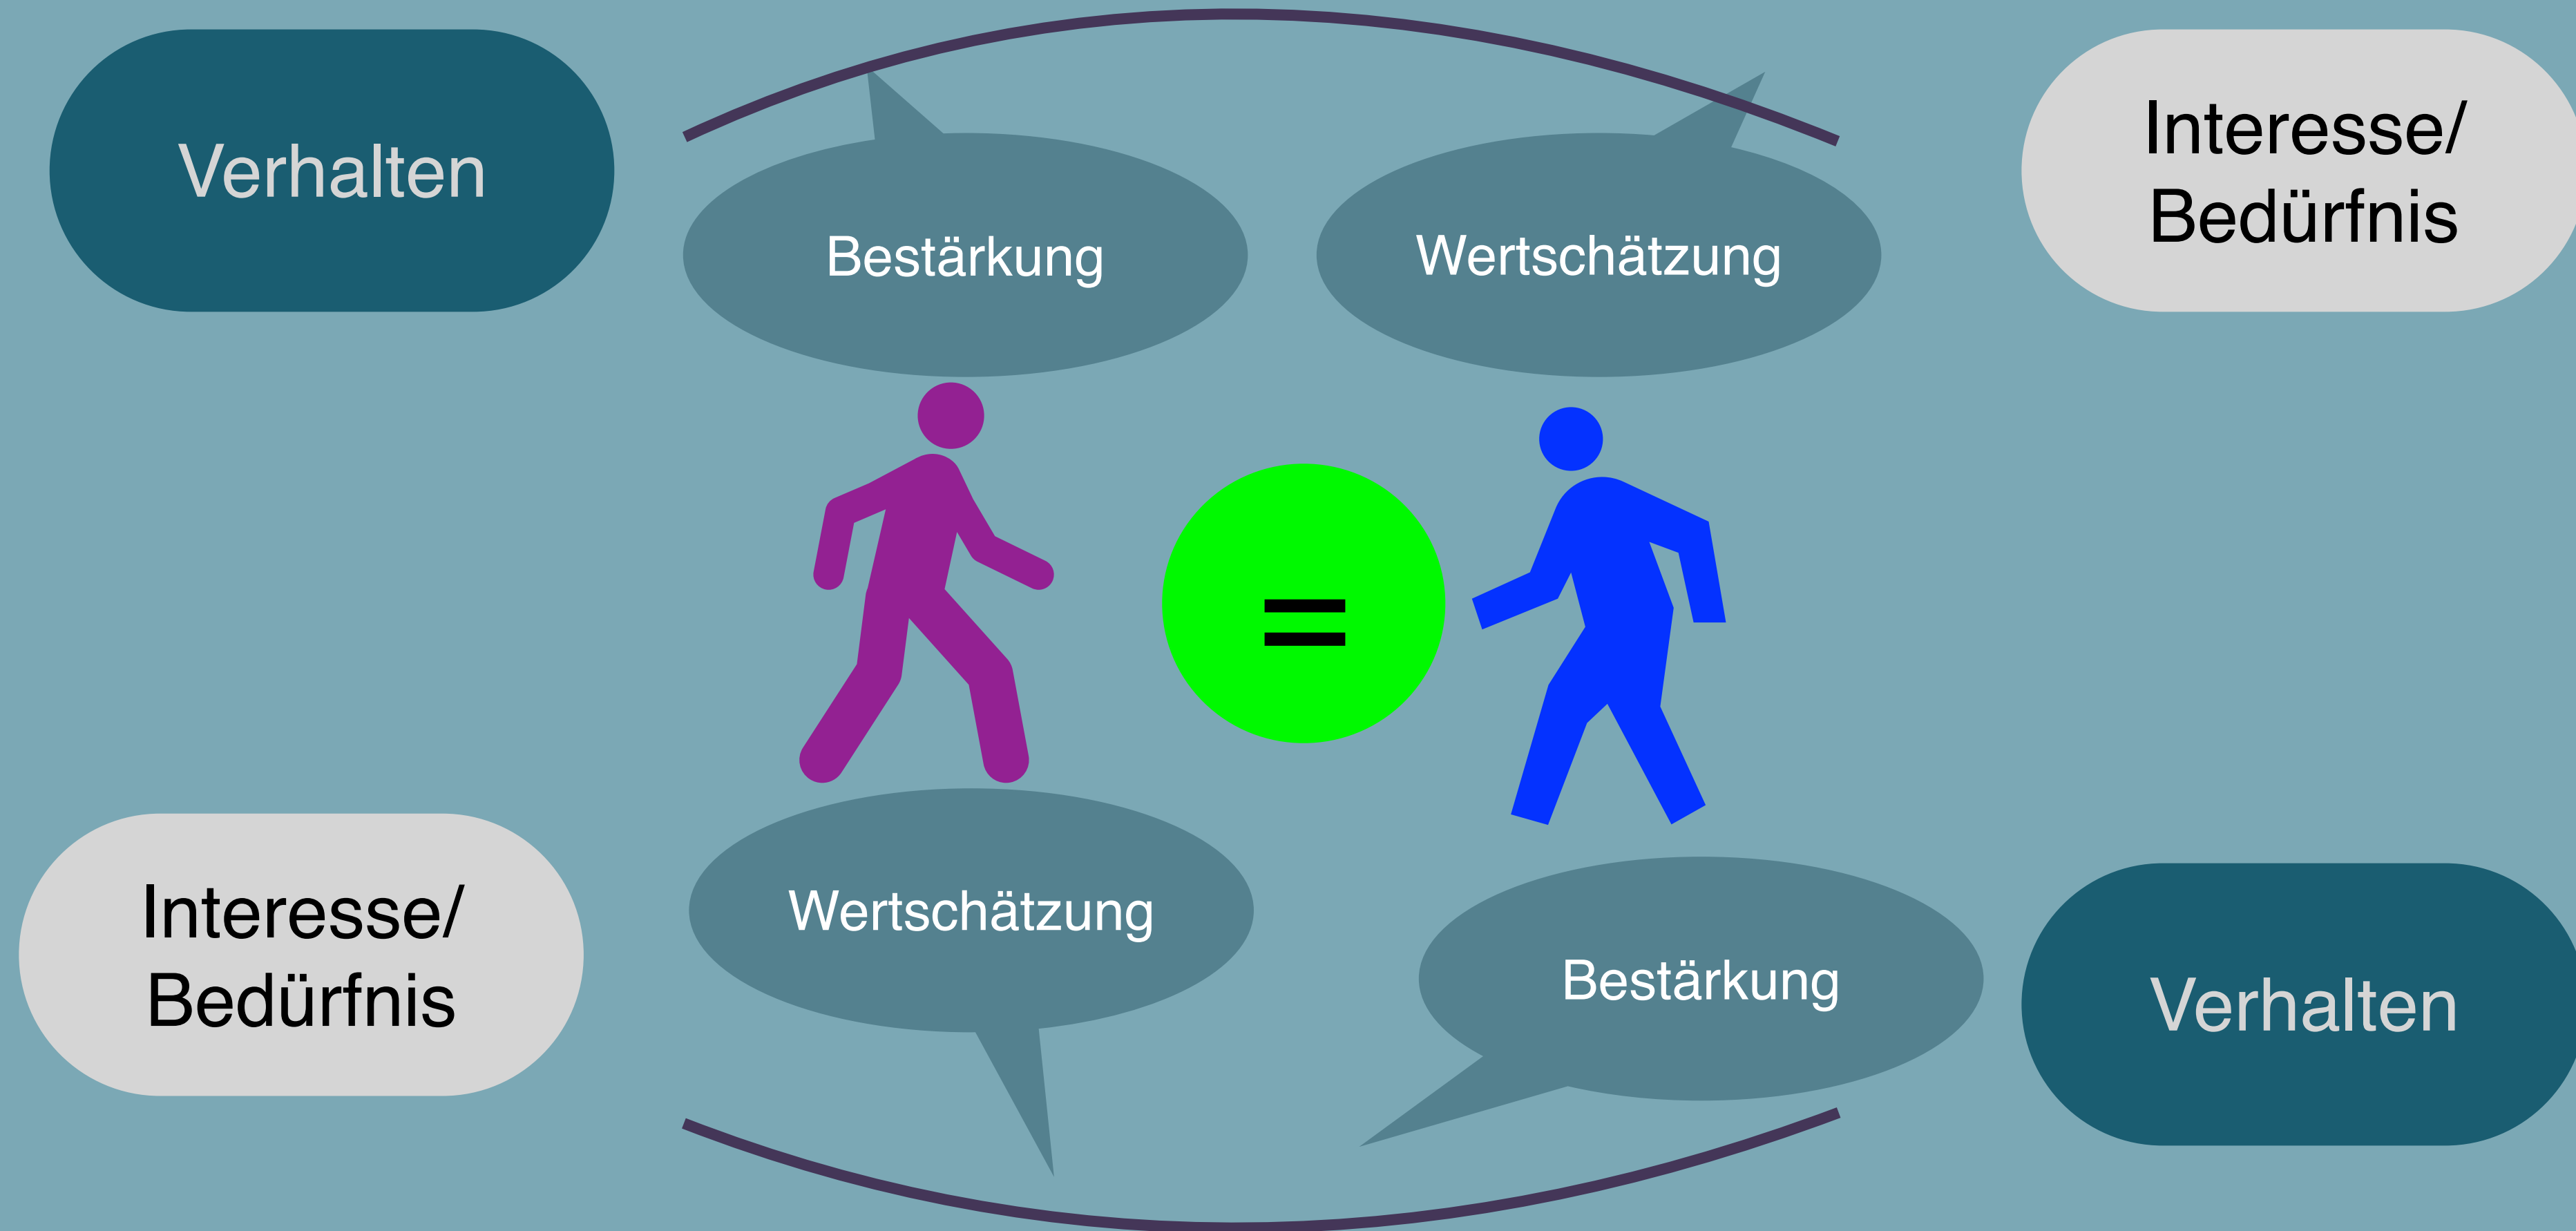 Verhalten
Bestärkung
Wertschätzung
Interesse/
Bedürfnis
=
Interesse/
Bedürfnis
Wertschätzung
Bestärkung
Verhalten